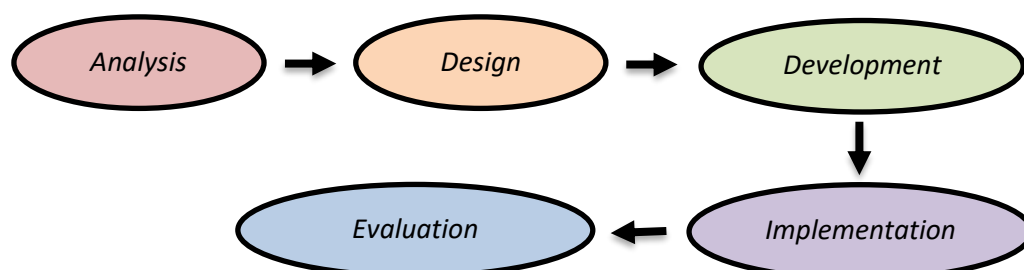 Analysis
Design
Development
Implementation
Evaluation